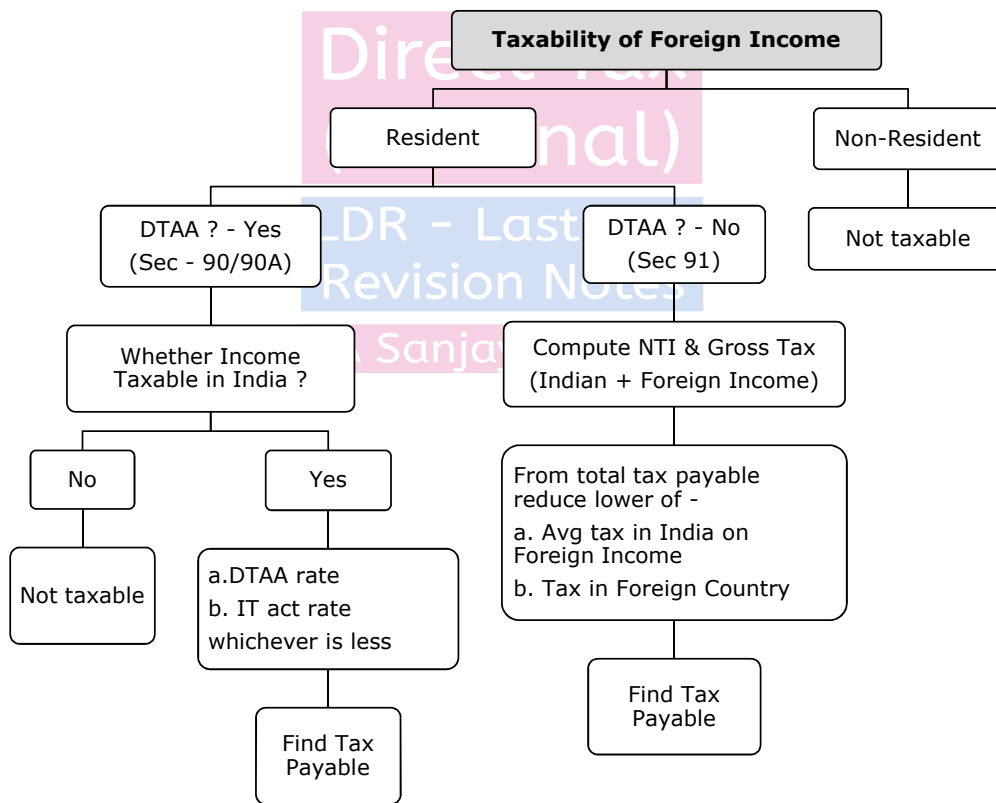 Taxability of Foreign Income
Resident
Non-Resident
Not taxable
DTAA ? - Yes
(Sec - 90/90A)
DTAA ? - No
(Sec 91)
Whether Income
Taxable in India ?
Compute NTI & Gross Tax
(Indian + Foreign Income)
No
Yes
Not taxable
a.DTAA rate
b. IT act rate
whichever is less
Find Tax
Payable
From total tax payable
reduce lower of -
a. Avg tax in India on
Foreign Income
b. Tax in Foreign Country
Find Tax
Payable
Direct Tax
LDR - Last
Revision Notes
Sanjay